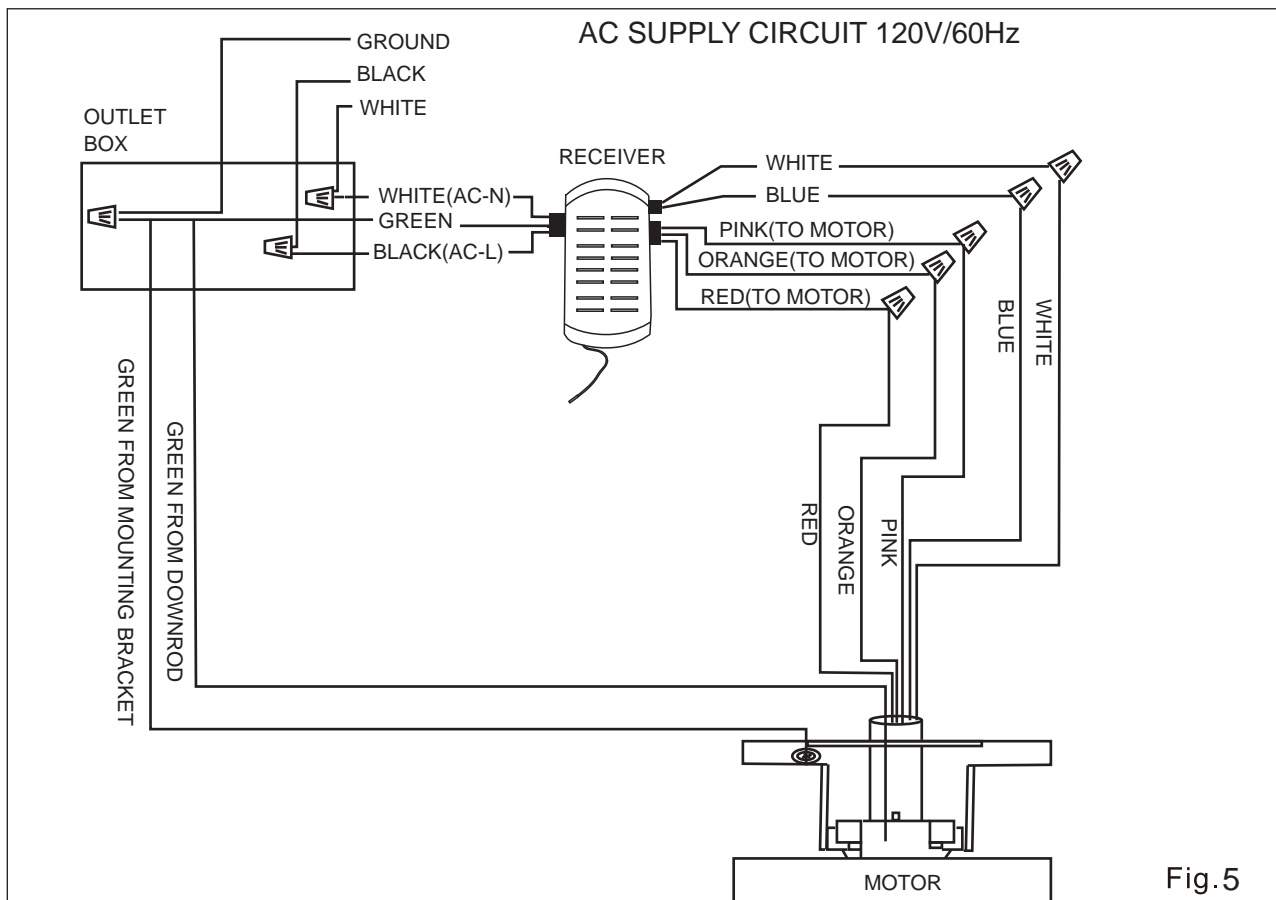 AC SUPPLY CIRCUIT 120V/60Hz
GROUND
BLACK
WHITE
OUTLET
BOX
RECEIVER
WHITE(AC-N)
GREEN
BLACK(AC-L)
WHITE
BLUE
PINK(TO MOTOR)
ORANGE(TO MOTOR)
RED(TO MOTOR)
GREEN FROM MOUNTING BRACKET
GREEN FROM DOWNROD
RED
ORANGE
PINK
BLUE
WHITE
MOTOR
Fig.5